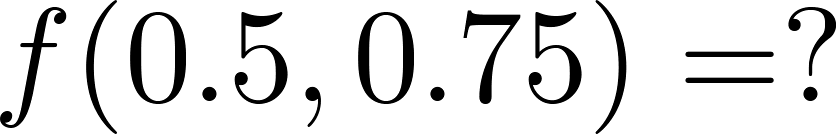 f(0.5, 0.75) =?